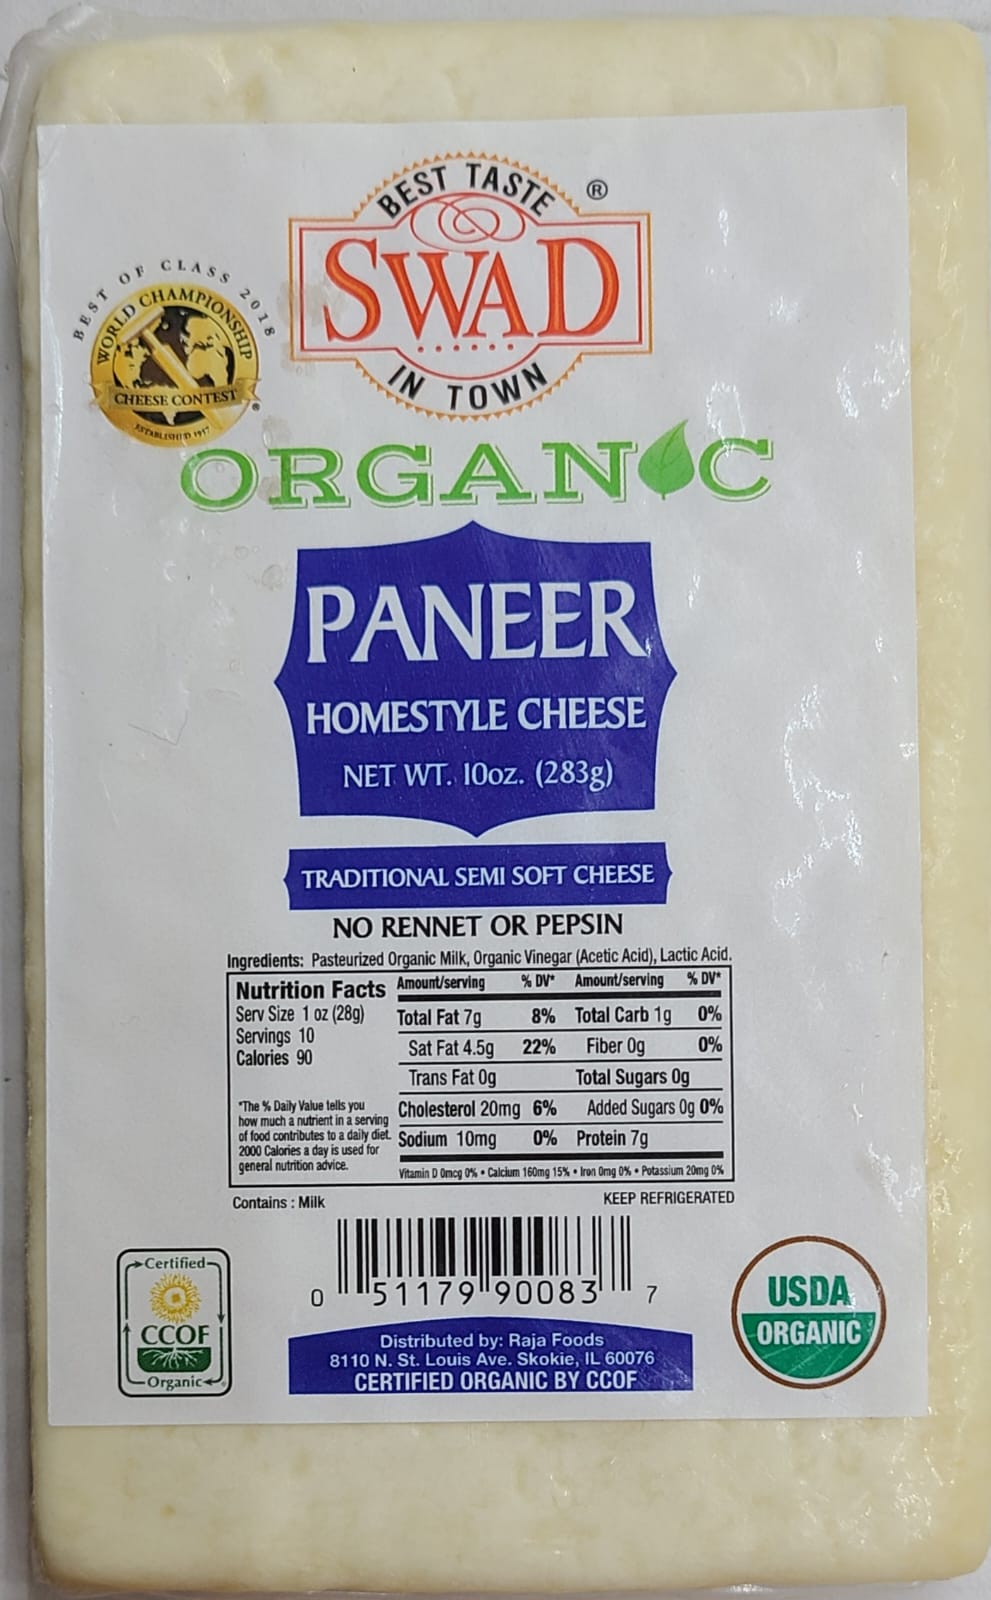 BEST TASTE ®
SWAD
IN TOWN
BEST OF CLASS 2018
WORLD CHAMPIONSHIP
CHEESE CONTEST ®
ESTABLISHED 1957
ORGANIC
PANEER
HOMESTYLE CHEESE
NET WT. 10oz. (283g)
TRADITIONAL SEMI SOFT CHEESE
NO RENNET OR PEPSIN
Ingredients: Pasteurized Organic Milk, Organic Vinegar (Acetic Acid), Lactic Acid.
Nutrition Facts
Serv Size 1 oz (28g)
Servings 10
Calories 90
*The % Daily Value tells you
how much a nutrient in a serving
of food contributes to a daily diet.
2000 Calories a day is used for
general nutrition advice.
Amount/serving % DV* Amount/serving % DV*
Total Fat 7g 8% Total Carb 1g 0%
Sat Fat 4.5g 22% Fiber 0g 0%
Trans Fat 0g Total Sugars 0g
Cholesterol 20mg 6% Added Sugars 0g 0%
Sodium 10mg 0% Protein 7g
Vitamin D 0mcg 0% • Calcium 160mg 15% • Iron 0mg 0% • Potassium 20mg 0%
Contains : Milk KEEP REFRIGERATED
0 51179 90083 7
Certified
CCOF
Organic
Distributed by: Raja Foods
8110 N. St. Louis Ave. Skokie, IL 60076
CERTIFIED ORGANIC BY CCOF
USDA
ORGANIC